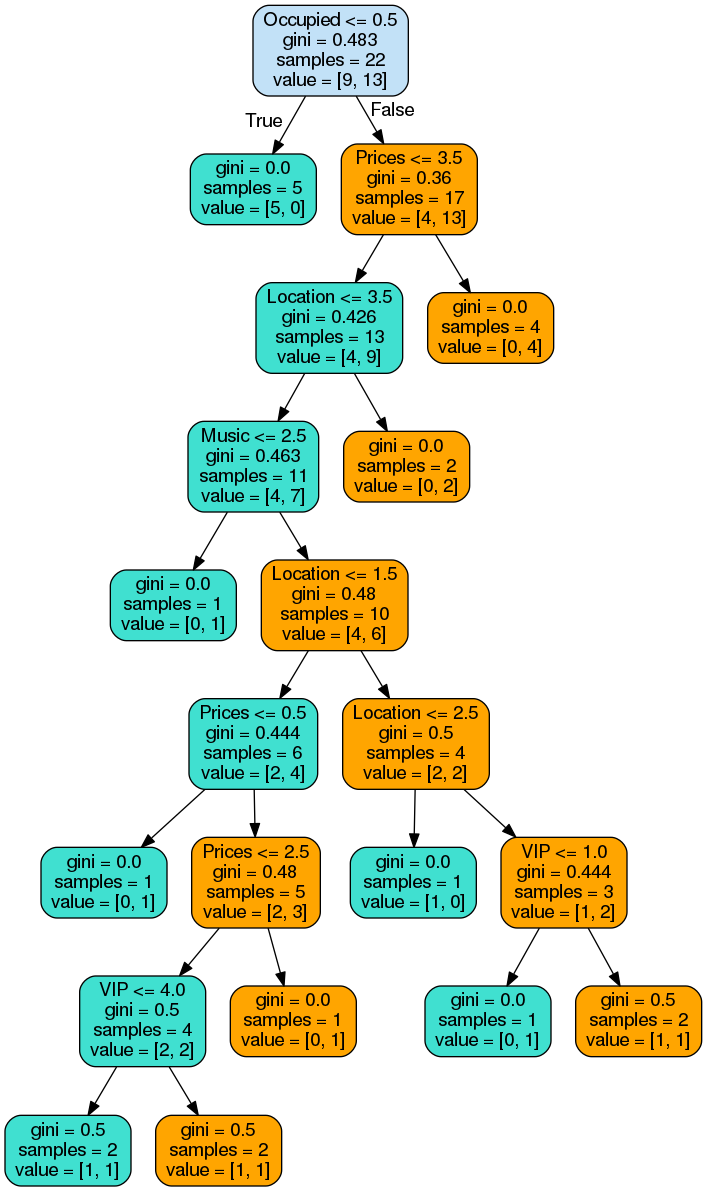 Occupied <= 0.5
gini = 0.483
samples = 22
value = [9, 13]
True
False
gini = 0.0
samples = 5
value = [5, 0]
Prices <= 3.5
gini = 0.36
samples = 17
value = [4, 13]
Location <= 3.5
gini = 0.426
samples = 13
value = [4, 9]
gini = 0.0
samples = 4
value = [0, 4]
Music <= 2.5
gini = 0.463
samples = 11
value = [4, 7]
gini = 0.0
samples = 2
value = [0, 2]
gini = 0.0
samples = 1
value = [0, 1]
Location <= 1.5
gini = 0.48
samples = 10
value = [4, 6]
Prices <= 0.5
gini = 0.444
samples = 6
value = [2, 4]
Location <= 2.5
gini = 0.5
samples = 4
value = [2, 2]
gini = 0.0
samples = 1
value = [0, 1]
Prices <= 2.5
gini = 0.48
samples = 5
value = [2, 3]
gini = 0.0
samples = 1
value = [1, 0]
VIP <= 1.0
gini = 0.444
samples = 3
value = [1, 2]
VIP <= 4.0
gini = 0.5
samples = 4
value = [2, 2]
gini = 0.0
samples = 1
value = [0, 1]
gini = 0.0
samples = 1
value = [0, 1]
gini = 0.5
samples = 2
value = [1, 1]
gini = 0.5
samples = 2
value = [1, 1]
gini = 0.5
samples = 2
value = [1, 1]